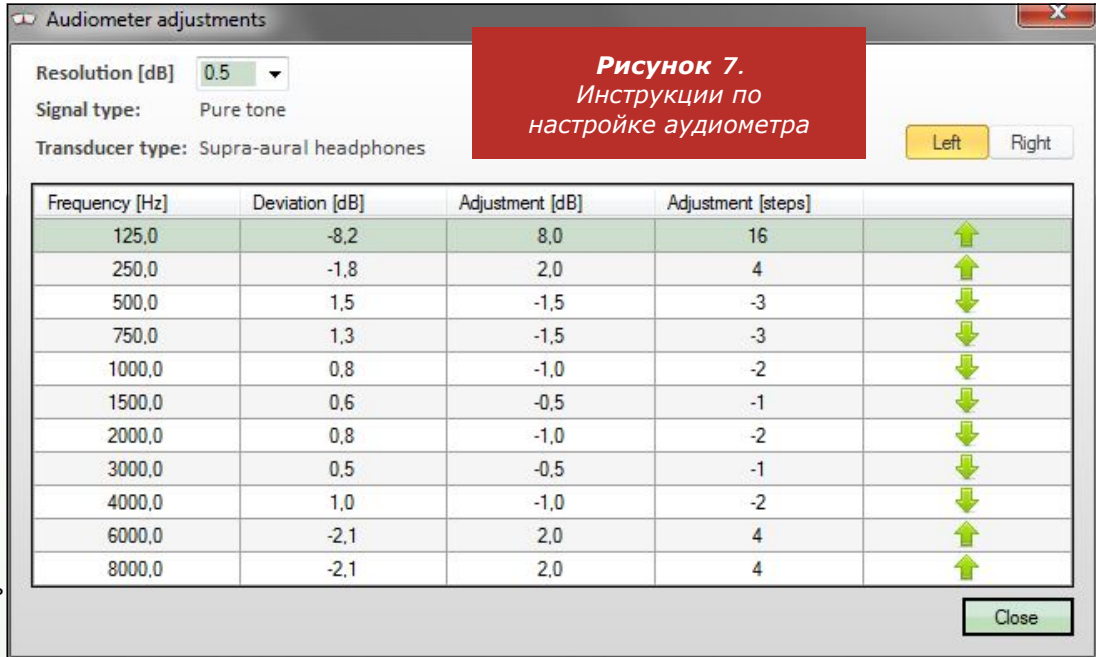 Audiometer adjustments
Рисунок 7.
Инструкции по
настройке аудиометра
Resolution [dB] 0.5
Signal type: Pure tone
Transducer type: Supra-aural headphones
Left Right
Frequency [Hz] Deviation [dB] Adjustment [dB] Adjustment [steps]
125,0 -8,2 8,0 16
250,0 -1,8 2,0 4
500,0 1,5 -1,5 -3
750,0 1,3 -1,5 -3
1000,0 0,8 -1,0 -2
1500,0 0,6 -0,5 -1
2000,0 0,8 -1,0 -2
3000,0 0,5 -0,5 -1
4000,0 1,0 -1,0 -2
6000,0 -2,1 2,0 4
8000,0 -2,1 2,0 4
Close